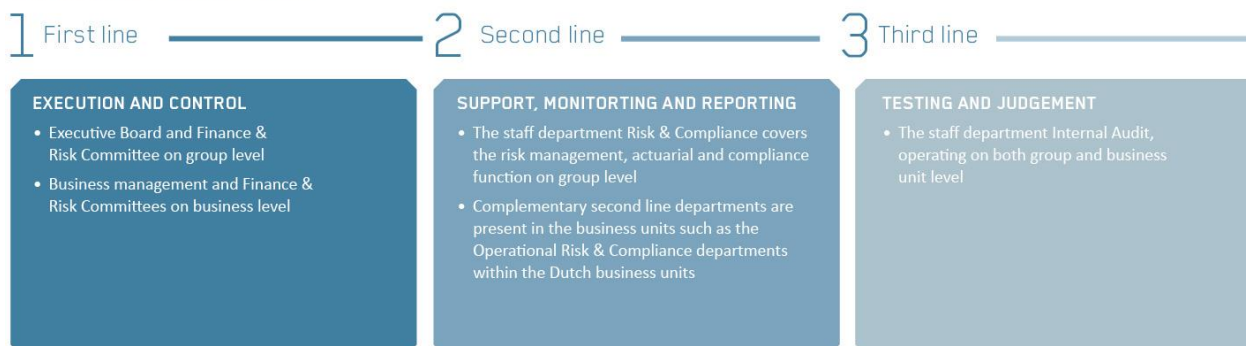 1 First line
EXECUTION AND CONTROL
• Executive Board and Finance &
Risk Committee on group level
• Business management and Finance &
Risk Committees on business level
2 Second line
SUPPORT, MONITORTING AND REPORTING
• The staff department Risk & Compliance covers
the risk management, actuarial and compliance
function on group level
• Complementary second line departments are
present in the business units such as the
Operational Risk & Compliance departments
within the Dutch business units
3 Third line
TESTING AND JUDGEMENT
• The staff department Internal Audit,
operating on both group and business
unit level